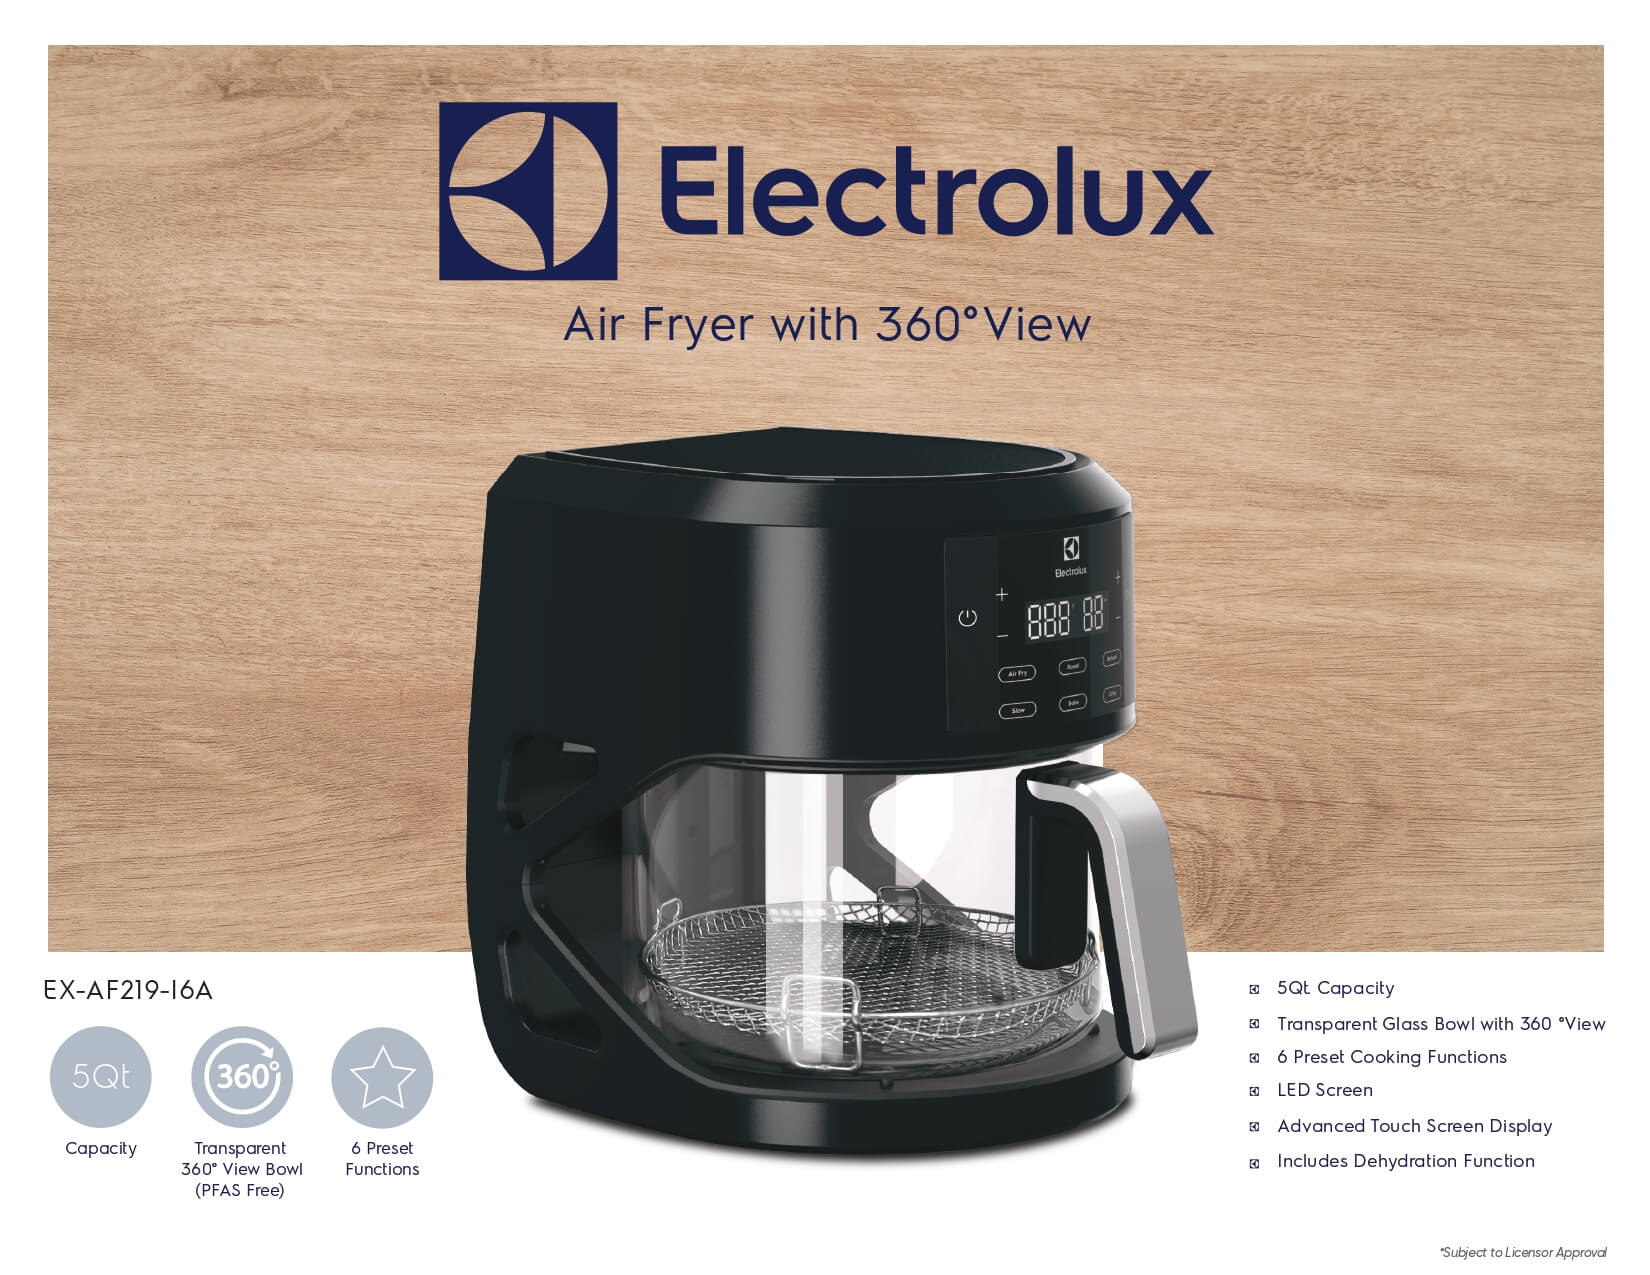 Electrolux
Air Fryer with 360° View
Electrolux
+
+
888 88
−
−
Air Fry
Roast
Broil
Slow
Bake
EX-AF219-16A
5Qt
360°
Capacity
Transparent
360° View Bowl
(PFAS Free)
6 Preset
Functions
5Qt. Capacity
Transparent Glass Bowl with 360 °View
6 Preset Cooking Functions
LED Screen
Advanced Touch Screen Display
Includes Dehydration Function
*Subject to Licensor Approval